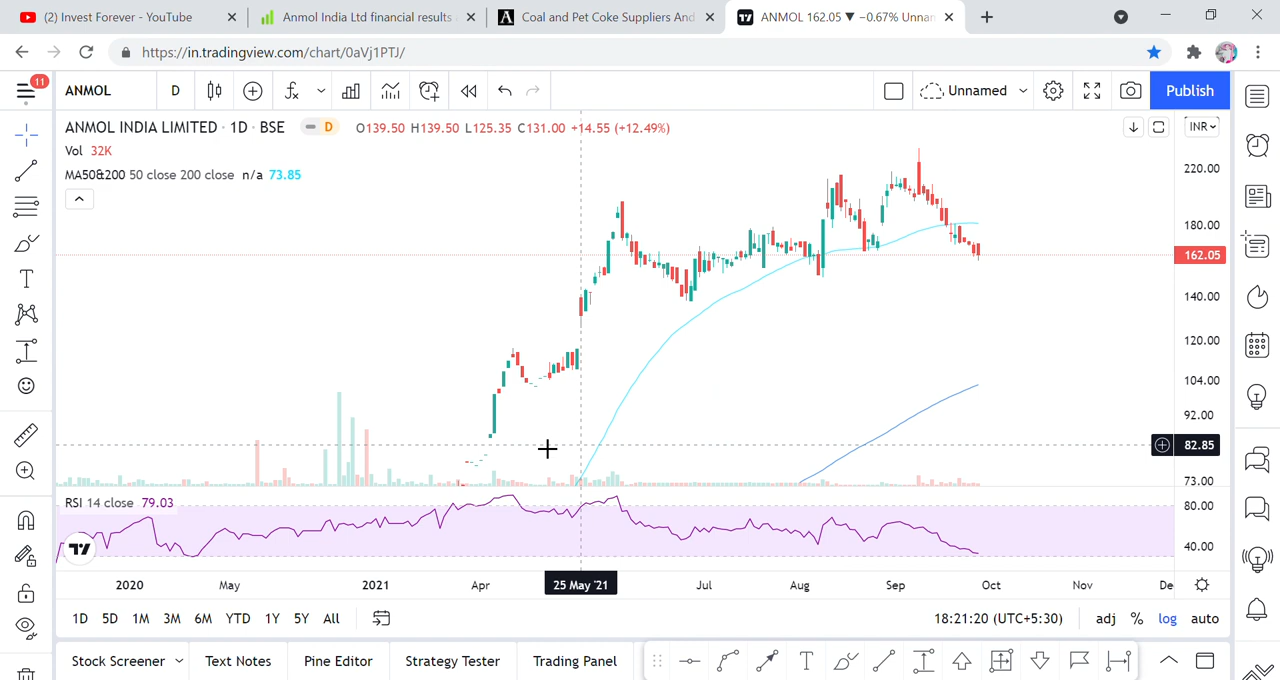 (2) Invest Forever - YouTube
Anmol India Ltd financial results a
Coal and Pet Coke Suppliers And
ANMOL 162.05 ▼ −0.67% Unnan
https://in.tradingview.com/chart/0aVj1PTJ/
11
ANMOL
D
Unnamed
Publish
ANMOL INDIA LIMITED · 1D · BSE
D
O139.50 H139.50 L125.35 C131.00 +14.55 (+12.49%)
INR
Vol 32K
MA50&200 50 close 200 close n/a 73.85
220.00
180.00
162.05
140.00
120.00
104.00
92.00
82.85
73.00
RSI 14 close 79.03
80.00
40.00
2020
May
2021
Apr
25 May '21
Jul
Aug
Sep
Oct
Nov
De
1D 5D 1M 3M 6M YTD 1Y 5Y All
18:21:20 (UTC+5:30)
adj % log auto
Stock Screener
Text Notes
Pine Editor
Strategy Tester
Trading Panel